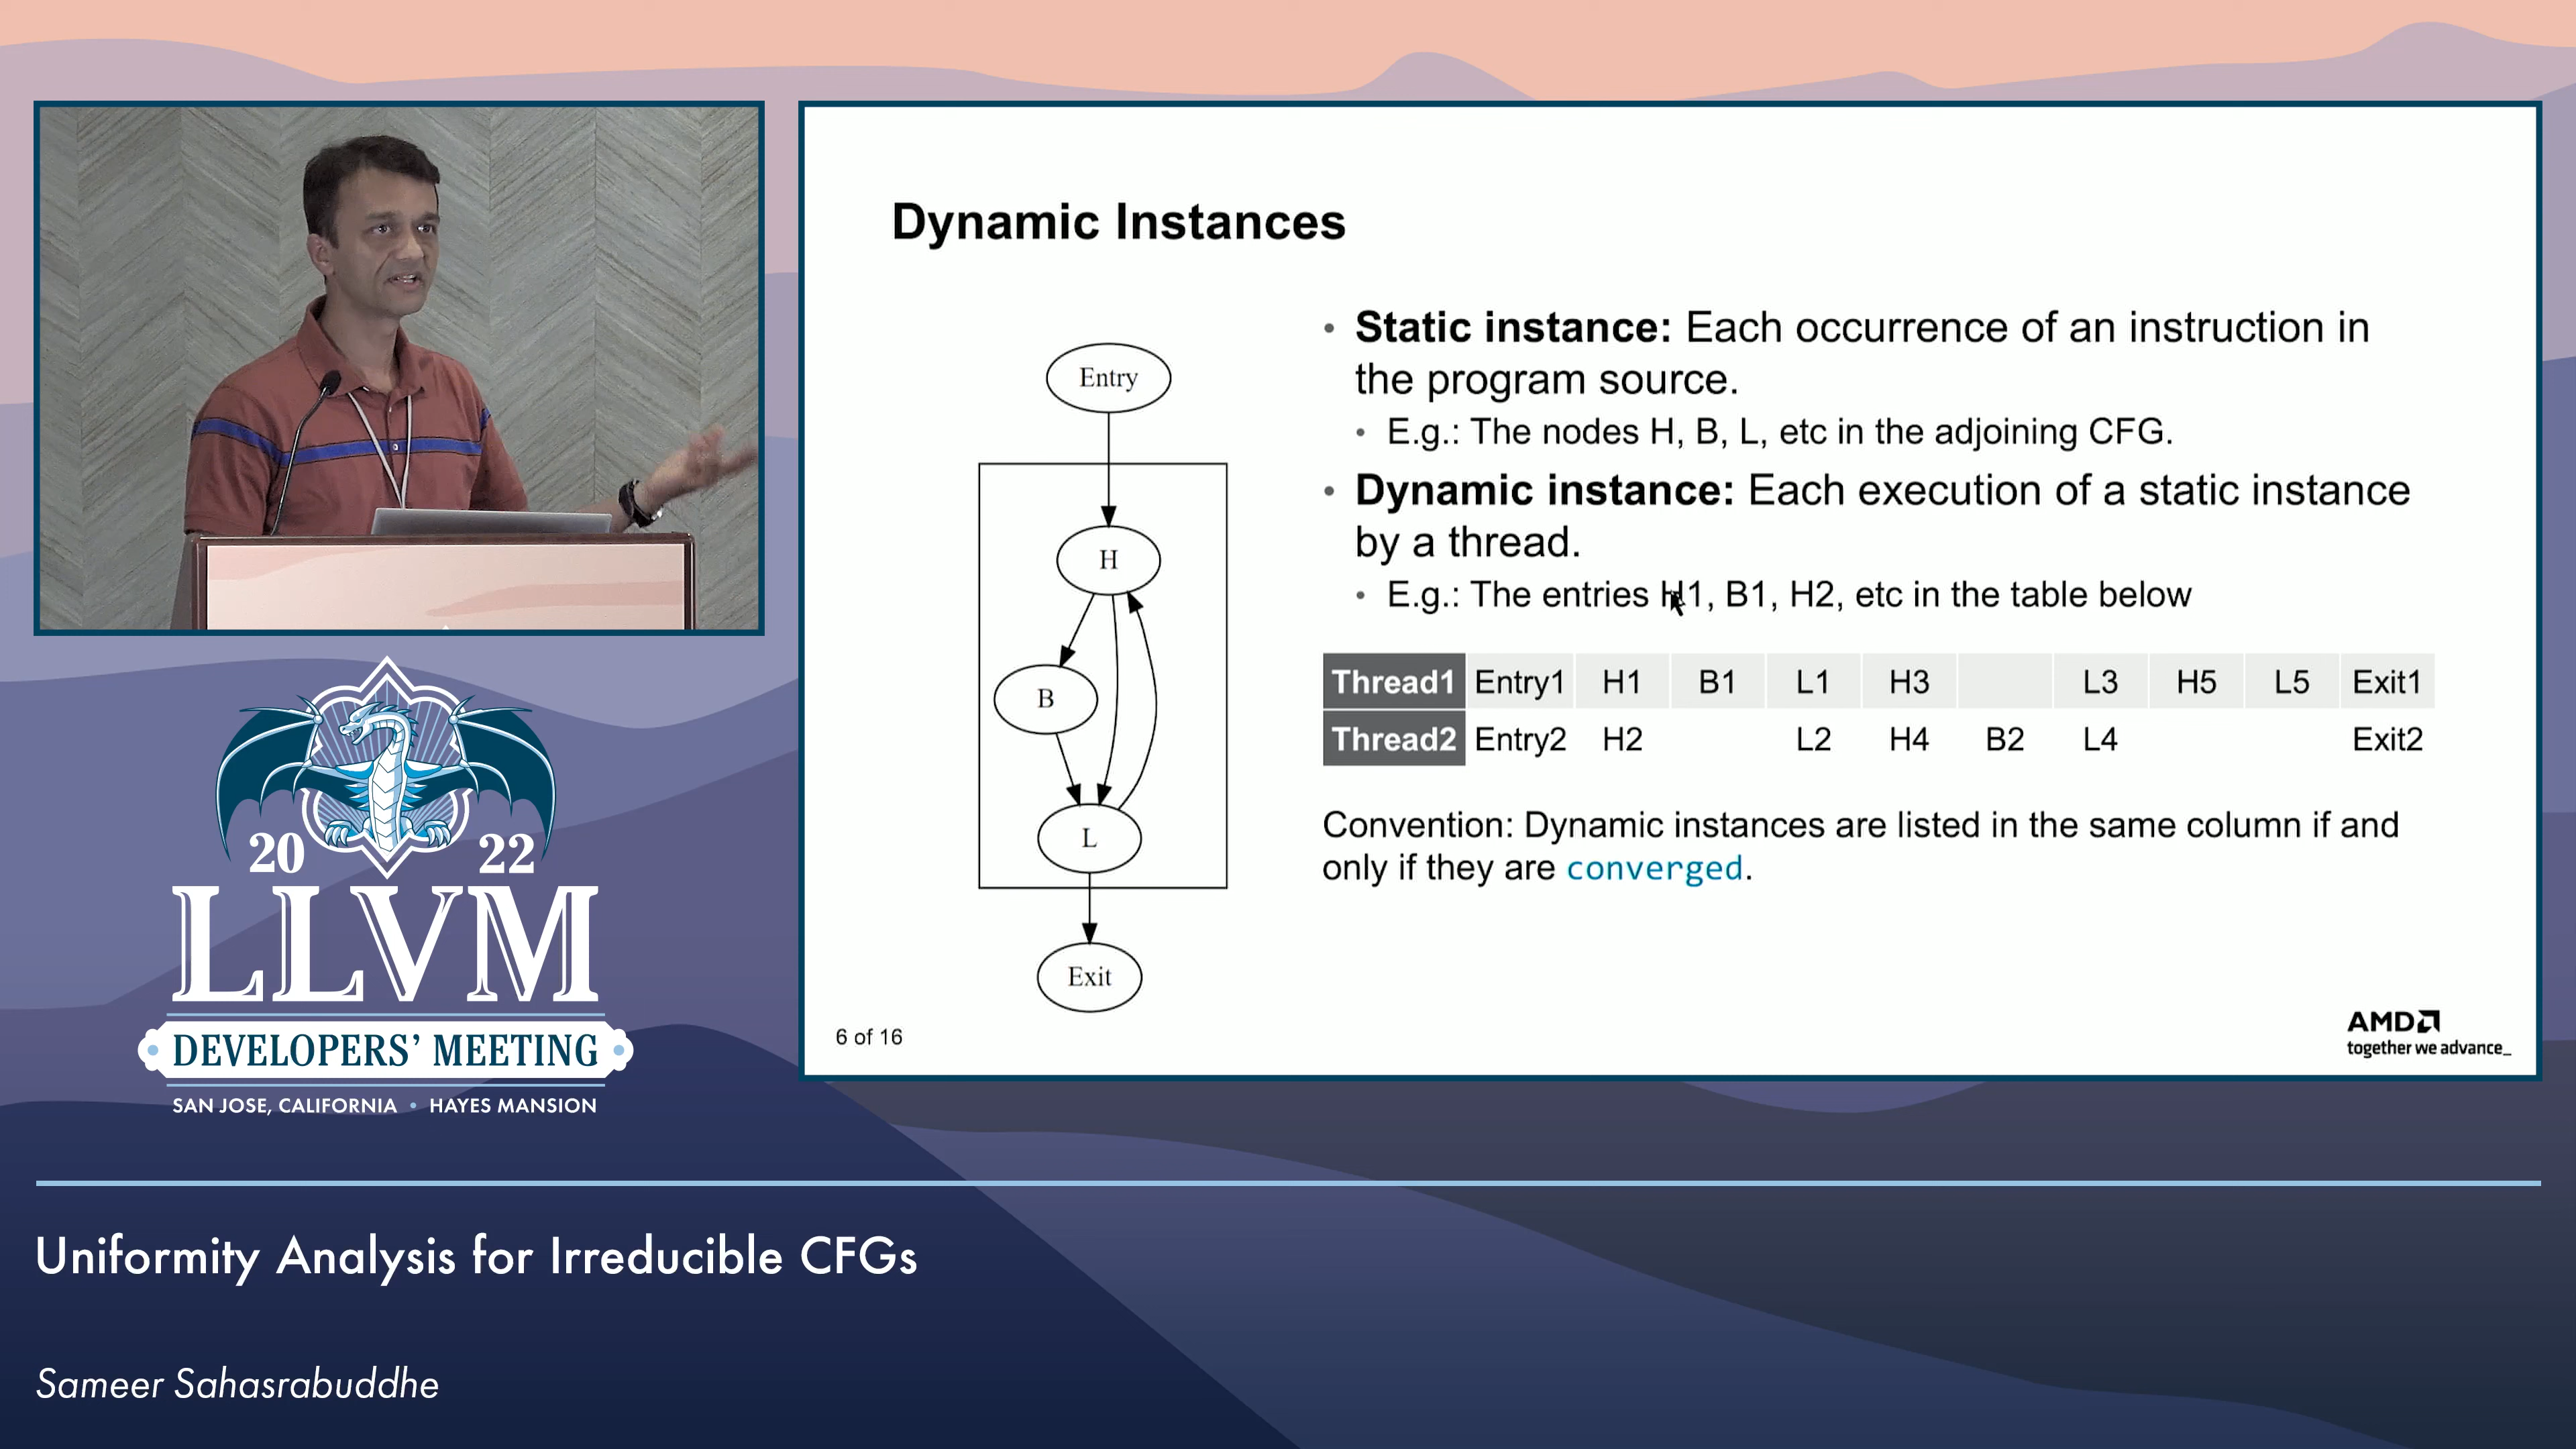 Dynamic Instances
Entry
H
B
L
Exit
• Static instance: Each occurrence of an instruction in
the program source.
• E.g.: The nodes H, B, L, etc in the adjoining CFG.
• Dynamic instance: Each execution of a static instance
by a thread.
• E.g.: The entries H1, B1, H2, etc in the table below
Thread1 Entry1 H1 B1 L1 H3 L3 H5 L5 Exit1
Thread2 Entry2 H2 L2 H4 B2 L4 Exit2
Convention: Dynamic instances are listed in the same column if and
only if they are converged.
6 of 16
AMD
together we advance_
20 22
LLVM
DEVELOPERS’ MEETING
SAN JOSE, CALIFORNIA • HAYES MANSION
Uniformity Analysis for Irreducible CFGs
Sameer Sahasrabuddhe